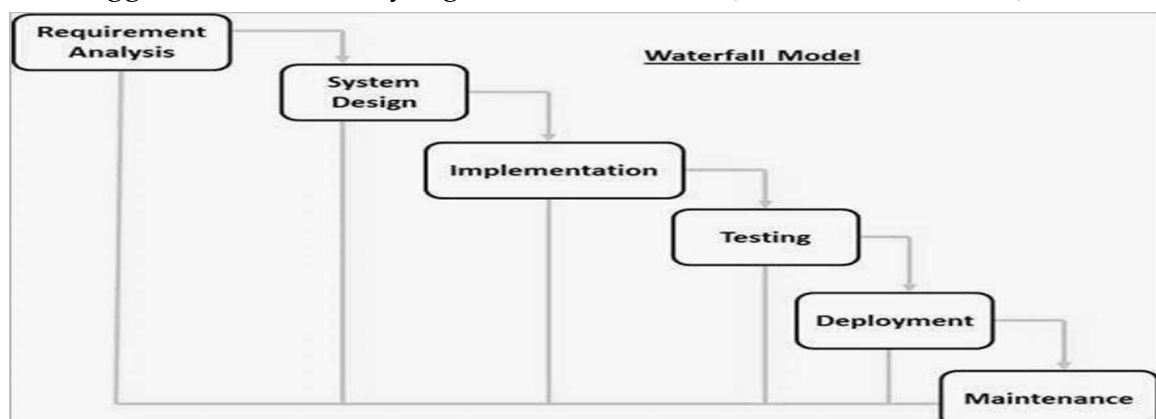 Requirement
Analysis
Waterfall Model
System
Design
Implementation
Testing
Deployment
Maintenance